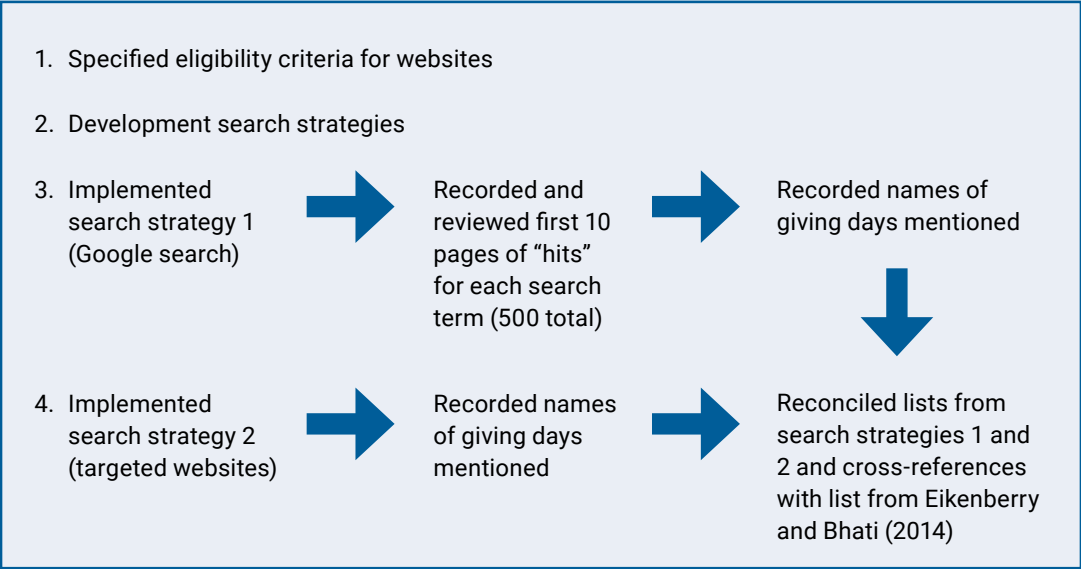 1. Specified eligibility criteria for websites
2. Development search strategies
3. Implemented
search strategy 1
(Google search)
Recorded and
reviewed first 10
pages of “hits”
for each search
term (500 total)
Recorded names of
giving days mentioned
4. Implemented
search strategy 2
(targeted websites)
Recorded names
of giving days
mentioned
Reconciled lists from
search strategies 1 and
2 and cross-references
with list from Eikenberry
and Bhati (2014)